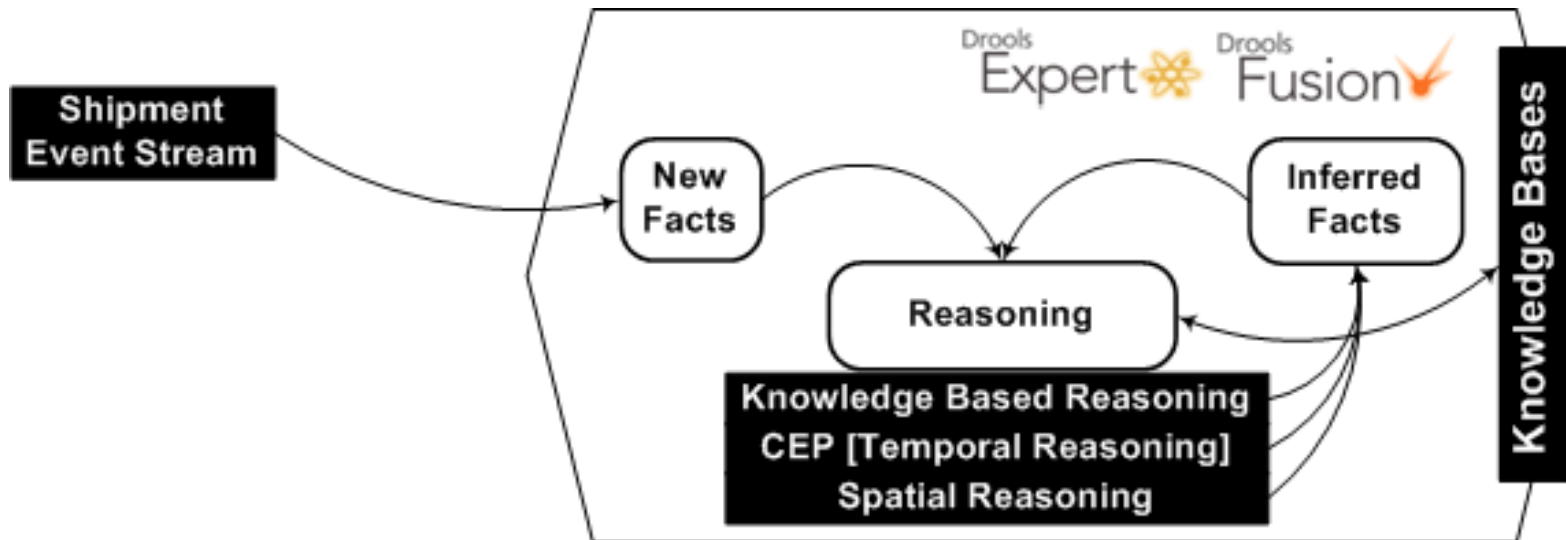 Drools
Expert
Drools
Fusion
Shipment
Event Stream
New
Facts
Inferred
Facts
Reasoning
Knowledge Based Reasoning
CEP [Temporal Reasoning]
Spatial Reasoning
Knowledge Bases